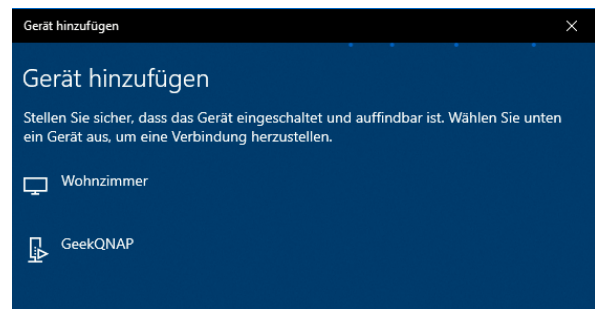 Gerät hinzufügen
Gerät hinzufügen
Stellen Sie sicher, dass das Gerät eingeschaltet und auffindbar ist. Wählen Sie unten
ein Gerät aus, um eine Verbindung herzustellen.
Wohnzimmer
GeekQNAP